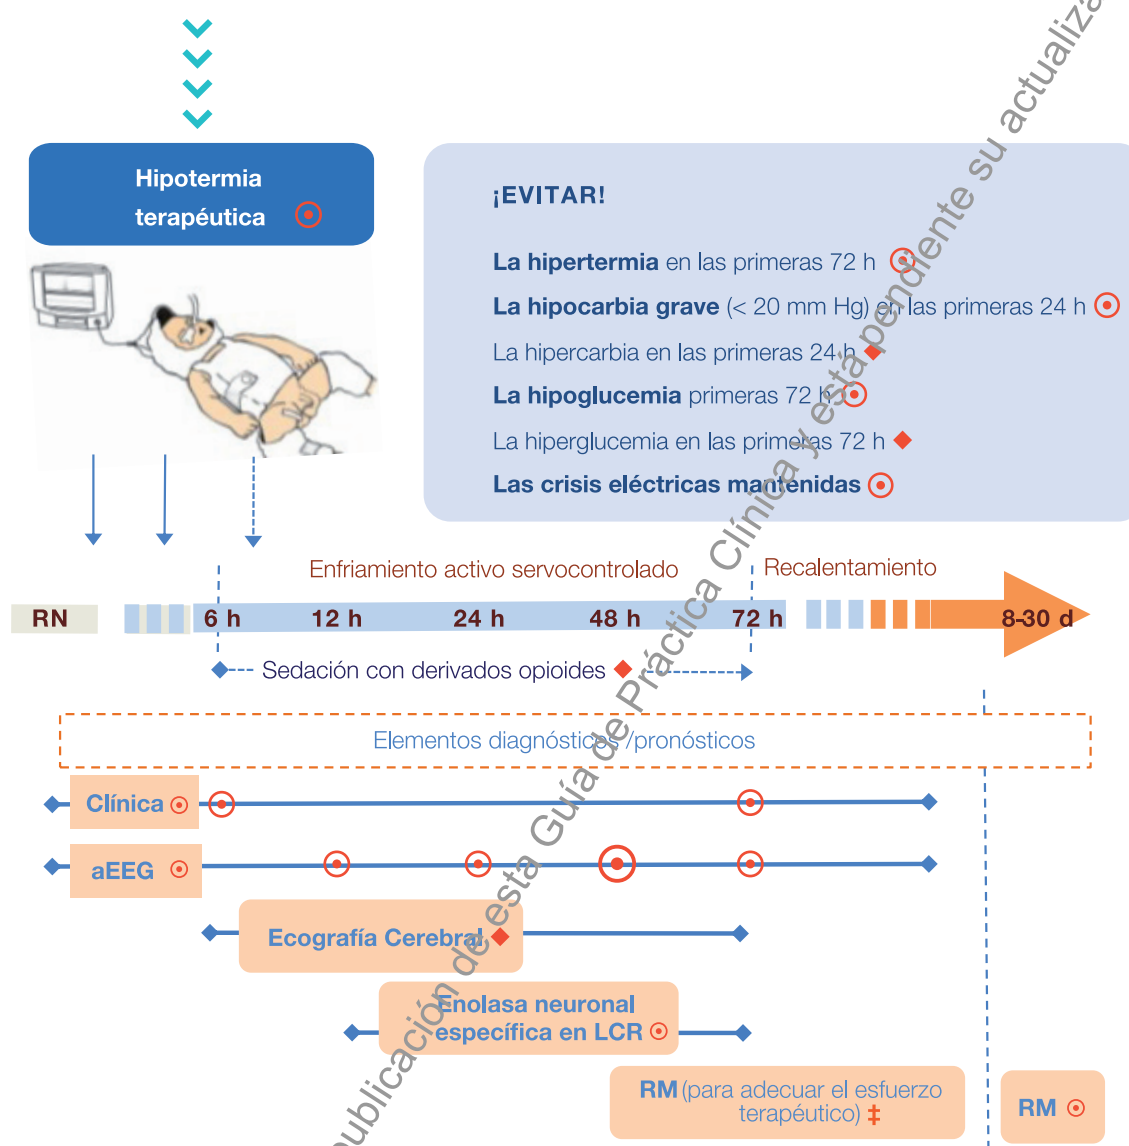 Hipotermia
terapéutica
¡EVITAR!
La hipertermia en las primeras 72 h
La hipocarbia grave (< 20 mm Hg) en las primeras 24 h
La hipercarbia en las primeras 24 h
La hipoglucemia primeras 72 h
La hiperglucemia en las primeras 72 h
Las crisis eléctricas mantenidas
Enfriamiento activo servocontrolado
Recalentamiento
RN 6 h 12 h 24 h 48 h 72 h 8-30 d
Sedación con derivados opioides
Elementos diagnósticos /pronósticos
Clínica
aEEG
Ecografía Cerebral
Enolasa neuronal
específica en LCR
RM (para adecuar el esfuerzo
terapéutico) ‡
RM
publicación de esta Guía de Práctica Clínica y está pendiente su actualiza